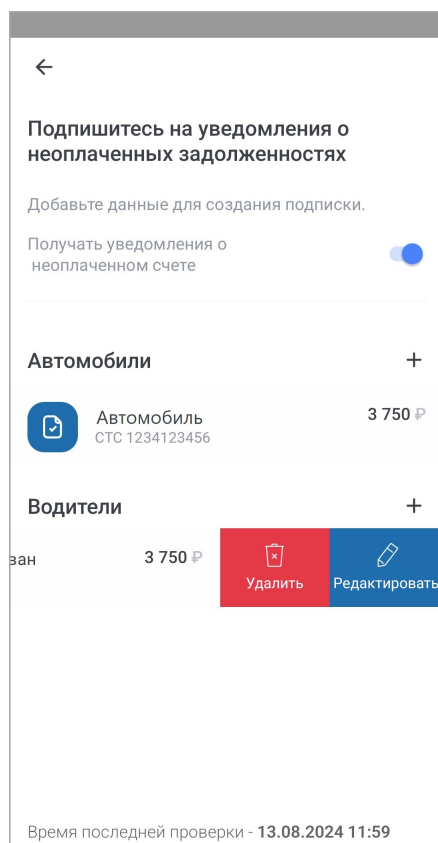 Подпишитесь на уведомления о
неоплаченных задолженностях
Добавьте данные для создания подписки.
Получать уведомления о
неоплаченном счете
Автомобили +
Автомобиль 3 750 ₽
СТС 1234123456
Водители +
ван 3 750 ₽
Удалить Редактировать
Время последней проверки - 13.08.2024 11:59